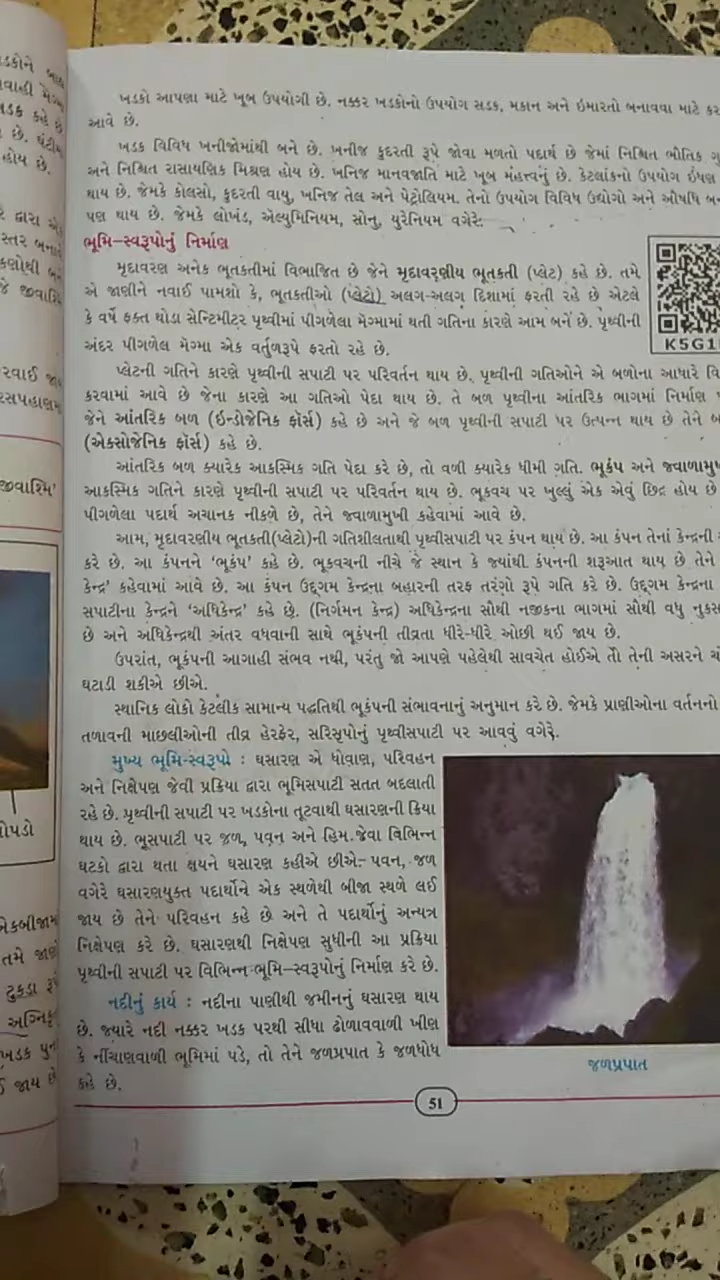 ખડકો આપણા માટે ખૂબ ઉપયોગી છે. નક્કર ખડકોનો ઉપયોગ સડક, મકાન અને ઇમારતો બનાવવા માટે
આવે છે.
ખડક વિવિધ ખનીજોમાંથી બને છે. ખનીજ કુદરતી રૂપે જોવા મળતો પદાર્થ છે જેમાં નિશ્ચિત ભૌતિક
અને નિશ્ચિત રાસાયણિક મિશ્રણ હોય છે. ખનિજ માનવજાતિ માટે ખૂબ મહત્ત્વનું છે. કેટલાંકનો ઉપયોગ ઇંધણ
થાય છે. જેમકે કોલસો, કુદરતી વાયુ, ખનિજ તેલ અને પેટ્રોલિયમ. તેનો ઉપયોગ વિવિધ ઉદ્યોગો અને ઔષધિ
પણ થાય છે. જેમકે લોખંડ, એલ્યુમિનિયમ, સોનુ, યુરેનિયમ વગેરે
ભૂમિ-સ્વરૂપોનું નિર્માણ
મૃદાવરણ અનેક ભૂતકતીમાં વિભાજિત છે જેને મૃદાવરણીય ભૂતકતી (પ્લેટ) કહે છે. તમે
એ જાણીને નવાઈ પામશો કે, ભૂતકતીઓ (પ્લેટો) અલગ-અલગ દિશામાં ફરતી રહે છે એટલે
કે વર્ષે ફક્ત થોડા સેન્ટિમીટર પૃથ્વીમાં પીગળેલા મેગ્મામાં થતી ગતિના કારણે આમ બને છે. પૃથ્વીની
અંદર પીગળેલ મેગ્મા એક વર્તુળરૂપે ફરતો રહે છે.
K5G1
પ્લેટની ગતિને કારણે પૃથ્વીની સપાટી પર પરિવર્તન થાય છે. પૃથ્વીની ગતિઓને એ બળોના આધારે
કરવામાં આવે છે જેના કારણે આ ગતિઓ પેદા થાય છે. તે બળ પૃથ્વીના આંતરિક ભાગમાં નિર્માણ
જેને આંતરિક બળ (ઇન્ડોજેનિક ફૉર્સ) કહે છે અને જે બળ પૃથ્વીની સપાટી પર ઉત્પન્ન થાય છે તેને
(એક્સોજેનિક ફૉર્સ) કહે છે.
આંતરિક બળ ક્યારેક આકસ્મિક ગતિ પેદા કરે છે, તો વળી ક્યારેક ધીમી ગતિ. ભૂકંપ અને
આકસ્મિક ગતિને કારણે પૃથ્વીની સપાટી પર પરિવર્તન થાય છે. ભૂકવચ પર ખુલ્લું એક એવું છિદ્ર હોય છે
પીગળેલા પદાર્થ અચાનક નીકળે છે, તેને જ્વાળામુખી કહેવામાં આવે છે.
આમ, મૃદાવરણીય ભૂતકતી(પ્લેટો)ની ગતિશીલતાથી પૃથ્વીસપાટી પર કંપન થાય છે. આ કંપન તેનાં કેન્દ્રની
કરે છે. આ કંપનને ‘ભૂકંપ’ કહે છે. ભૂકવચની નીચે જે સ્થાન કે જ્યાંથી કંપનની શરૂઆત થાય છે તેને
કેન્દ્ર’ કહેવામાં આવે છે. આ કંપન ઉદ્દગમ કેન્દ્રના બહારની તરફ તરંગો રૂપે ગતિ કરે છે. ઉદ્દગમ કેન્દ્રના
સપાટીના કેન્દ્રને ‘અધિકેન્દ્ર’ કહે છે. (નિર્ગમન કેન્દ્ર) અધિકેન્દ્રના સૌથી નજીકના ભાગમાં સૌથી વધુ
છે અને અધિકેન્દ્રથી અંતર વધવાની સાથે ભૂકંપની તીવ્રતા ધીરે-ધીરે ઓછી થઈ જાય છે.
ઉપરાંત, ભૂકંપની આગાહી સંભવ નથી, પરંતુ જો આપણે પહેલેથી સાવચેત હોઈએ તો તેની અસરને
ઘટાડી શકીએ છીએ.
સ્થાનિક લોકો કેટલીક સામાન્ય પદ્ધતિથી ભૂકંપની સંભાવનાનું અનુમાન કરે છે. જેમકે પ્રાણીઓના વર્તનનો
તળાવની માછલીઓની તીવ્ર હેરફેર, સરિસૃપોનું પૃથ્વીસપાટી પર આવવું વગેરે.
મુખ્ય ભૂમિ-સ્વરૂપો : ઘસારણ એ ધોવાણ, પરિવહન
અને નિક્ષેપણ જેવી પ્રક્રિયા દ્વારા ભૂમિસપાટી સતત બદલાતી
રહે છે. પૃથ્વીની સપાટી પર ખડકોના તૂટવાથી ઘસારણની ક્રિયા
થાય છે. ભૂસપાટી પર જળ, પવન અને હિમ જેવા વિભિન્ન
ઘટકો દ્વારા થતા ક્ષયને ઘસારણ કહીએ છીએ. પવન, જળ
વગેરે ઘસારણયુક્ત પદાર્થોને એક સ્થળેથી બીજા સ્થળે લઈ
જાય છે તેને પરિવહન કહે છે અને તે પદાર્થોનું અન્યત્ર
નિક્ષેપણ કરે છે. ઘસારણથી નિક્ષેપણ સુધીની આ પ્રક્રિયા
પૃથ્વીની સપાટી પર વિભિન્ન ભૂમિ-સ્વરૂપોનું નિર્માણ કરે છે.
નદીનું કાર્ય : નદીના પાણીથી જમીનનું ઘસારણ થાય
છે. જ્યારે નદી નક્કર ખડક પરથી સીધા ઢોળાવવાળી ખીણ
કે નીચાણવાળી ભૂમિમાં પડે, તો તેને જળપ્રપાત કે જળધોધ
કહે છે.
જળપ્રપાત
51